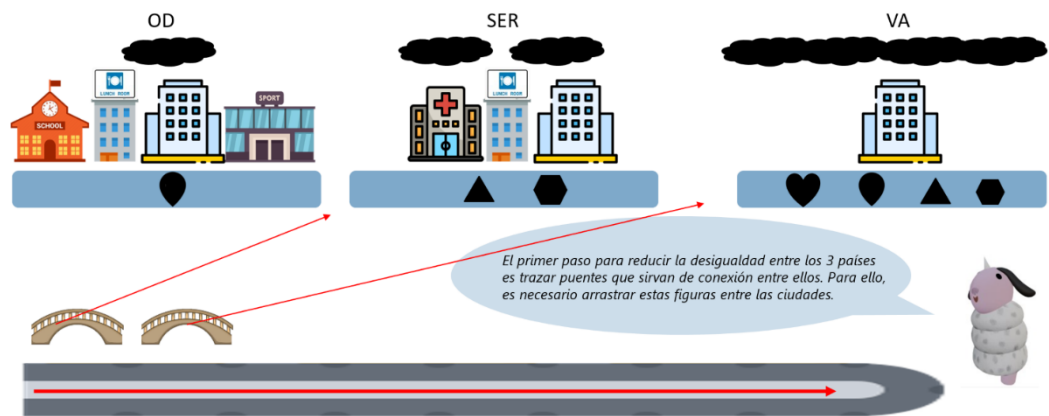 OD
SER
VA
LUNCH ROOM
SCHOOL
SPORT
LUNCH ROOM
El primer paso para reducir la desigualdad entre los 3 países
es trazar puentes que sirvan de conexión entre ellos. Para ello,
es necesario arrastrar estas figuras entre las ciudades.